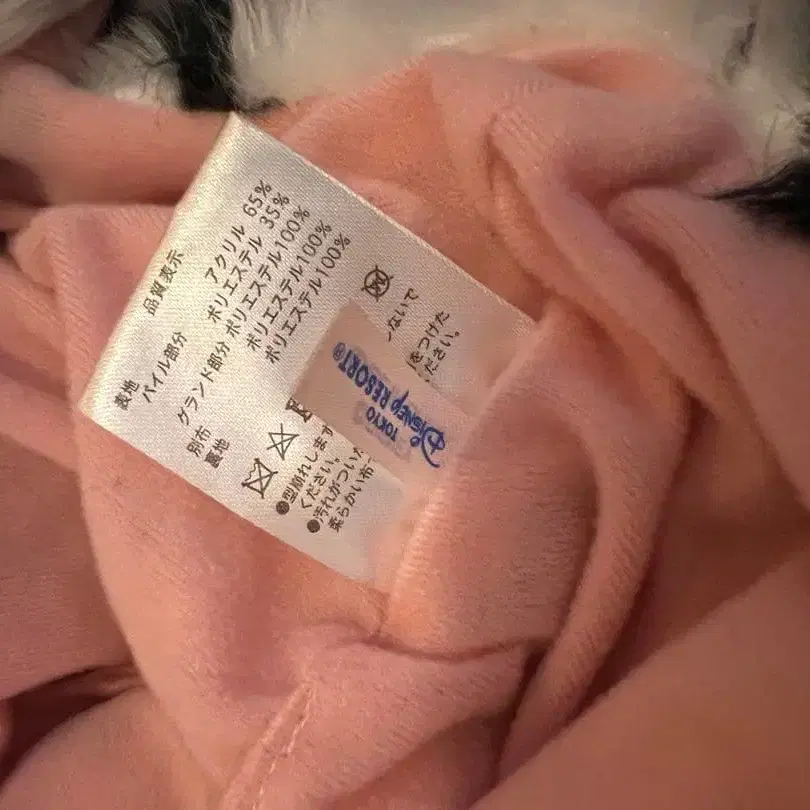 品質表示
表地
パイル部分 アクリル 65%
ポリエステル 35%
グランド部分 ポリエステル100%
別布 ポリエステル100%
裏地 ポリエステル100%
●型崩れします
ください。
●汚れがついた
柔らかい布
ないで
をつけた
ださい。
TOKYO
Disney RESORT®